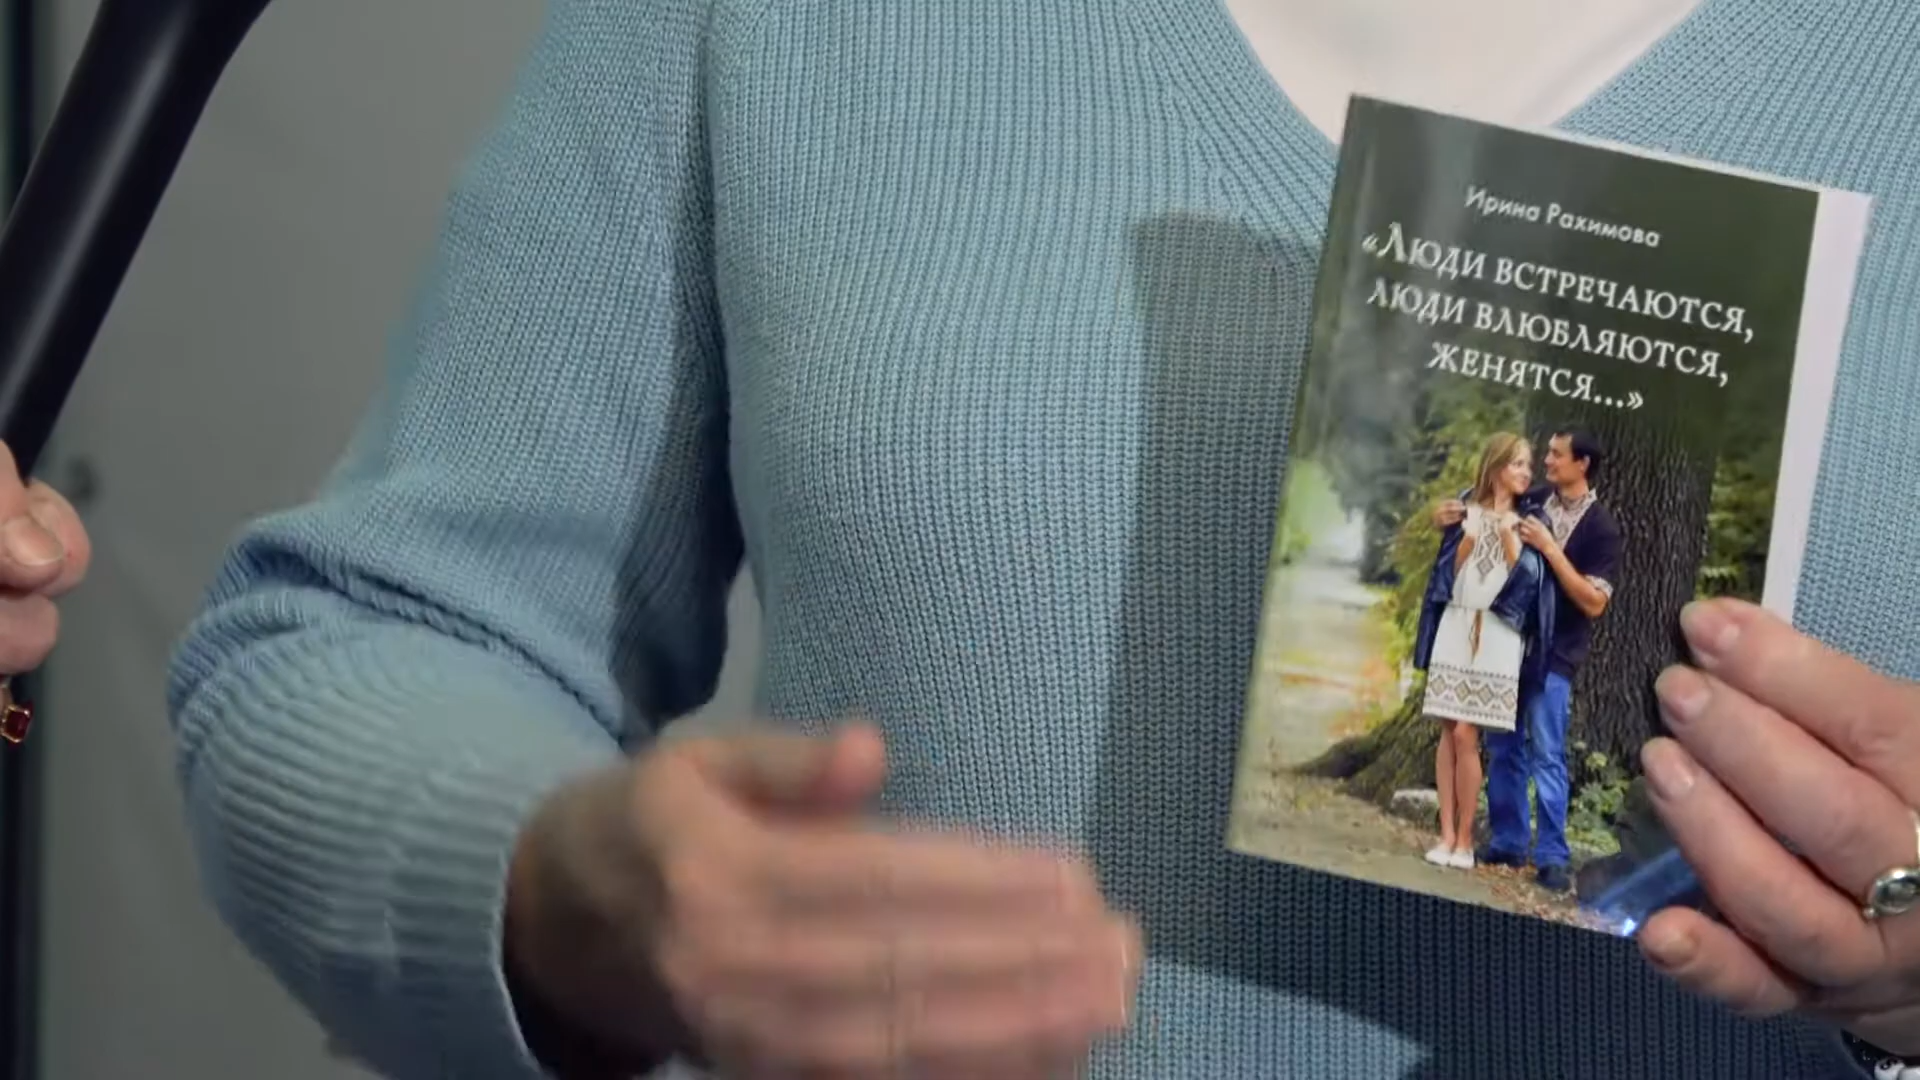 Ирина Рахимова
«Люди встречаются,
люди влюбляются,
женятся...»